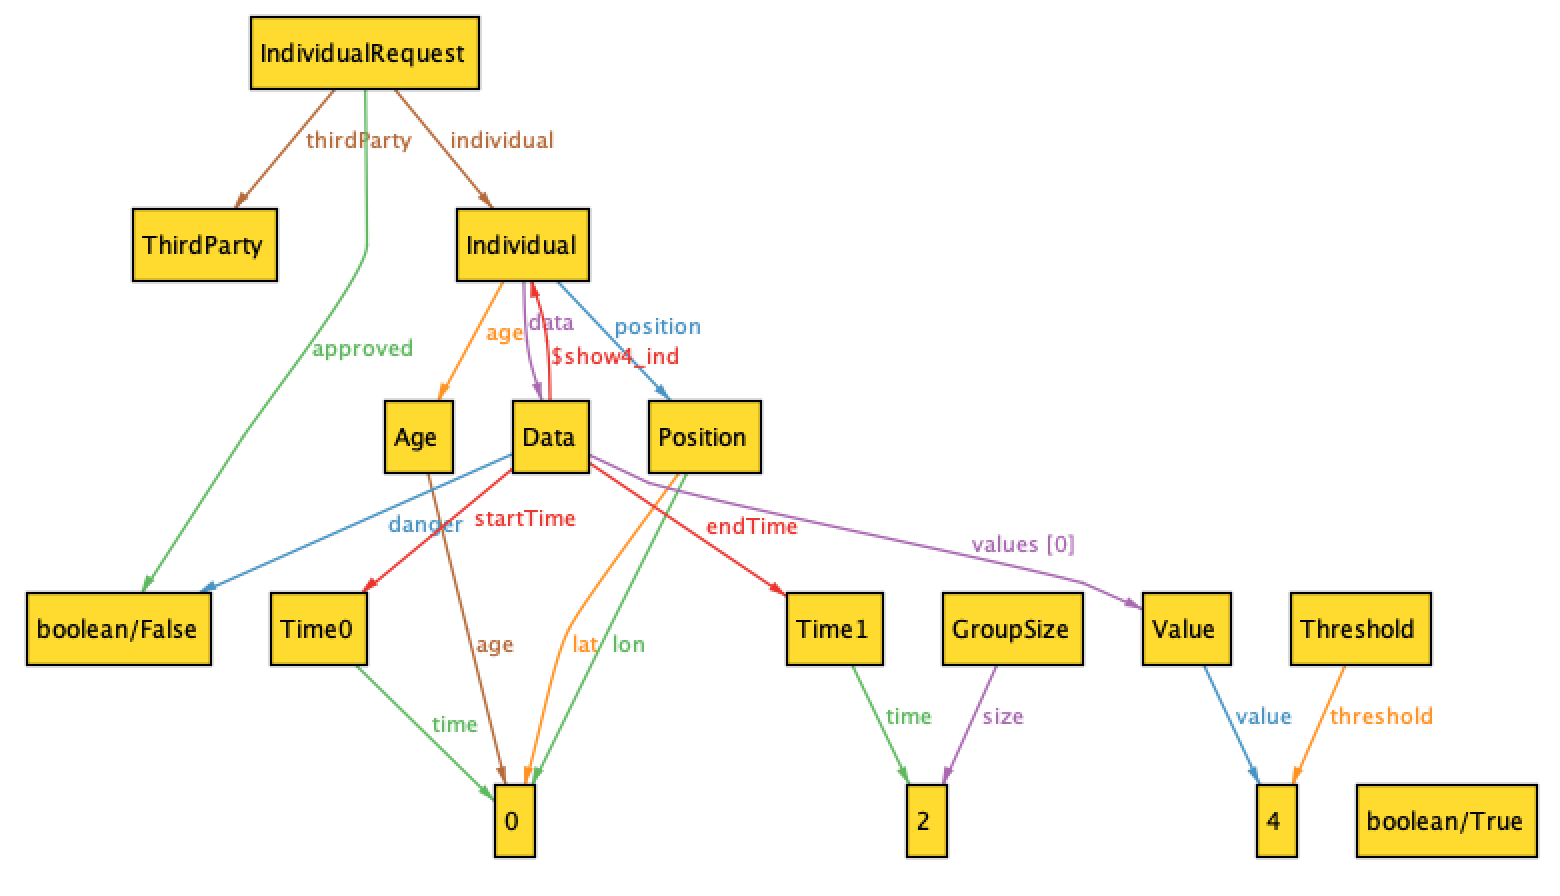 IndividualRequest
thirdParty
individual
ThirdParty
Individual
age
data
position
approved
$show4_ind
Age
Data
Position
danger
startTime
endTime
values [0]
boolean/False
Time0
Time1
GroupSize
Value
Threshold
age
lat
lon
time
time
size
value
threshold
0
2
4
boolean/True